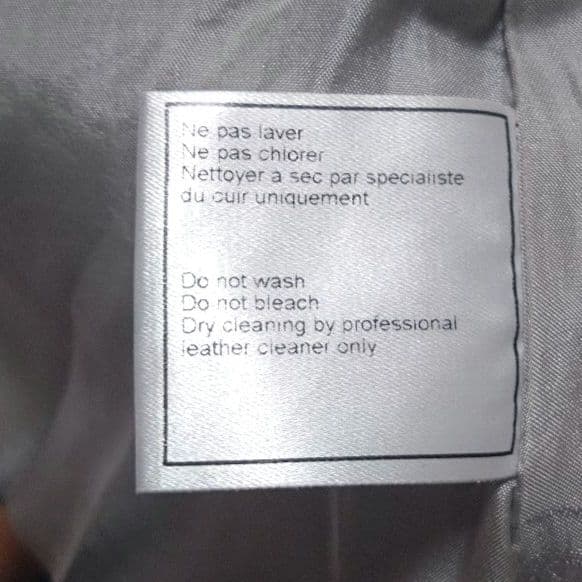 Ne pas laver
Ne pas chlorer
Nettoyer a sec par specialiste
du cuir uniquement
Do not wash
Do not bleach
Dry cleaning by professional
leather cleaner only